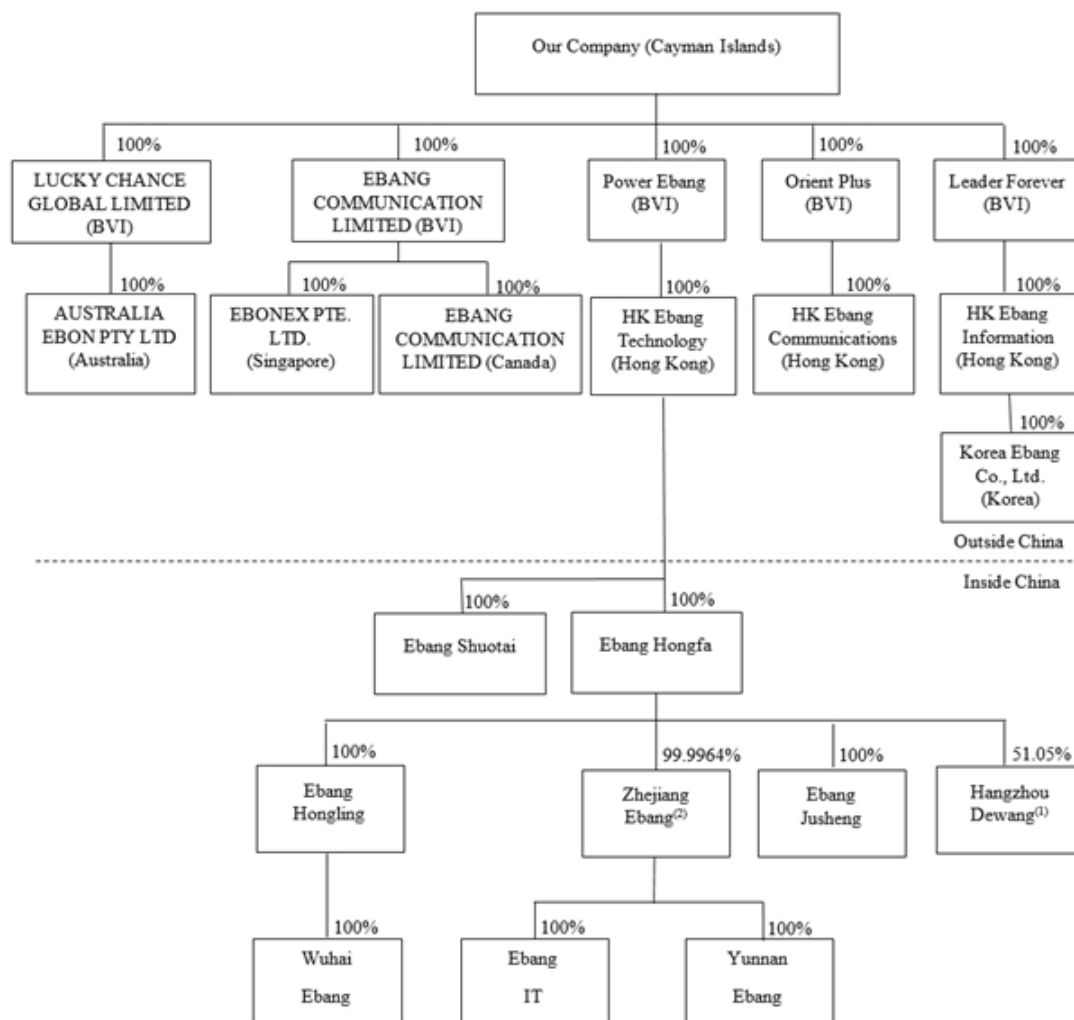 Our Company (Cayman Islands)
100%
100%
100%
100%
100%
LUCKY CHANCE
GLOBAL LIMITED
(BVI)
EBANG
COMMUNICATION
LIMITED (BVI)
Power Ebang
(BVI)
Orient Plus
(BVI)
Leader Forever
(BVI)
100%
100%
100%
100%
100%
100%
AUSTRALIA
EBON PTY LTD
(Australia)
EBONEX PTE.
LTD.
(Singapore)
EBANG
COMMUNICATION
LIMITED (Canada)
HK Ebang
Technology
(Hong Kong)
HK Ebang
Communications
(Hong Kong)
HK Ebang
Information
(Hong Kong)
100%
Korea Ebang
Co., Ltd.
(Korea)
Outside China
Inside China
100%
100%
Ebang Shuotai
Ebang Hongfa
100%
99.9964%
100%
51.05%
Ebang
Hongling
Zhejiang
Ebang(2)
Ebang
Jusheng
Hangzhou
Dewang(1)
100%
100%
100%
Wuhai
Ebang
Ebang
IT
Yunnan
Ebang